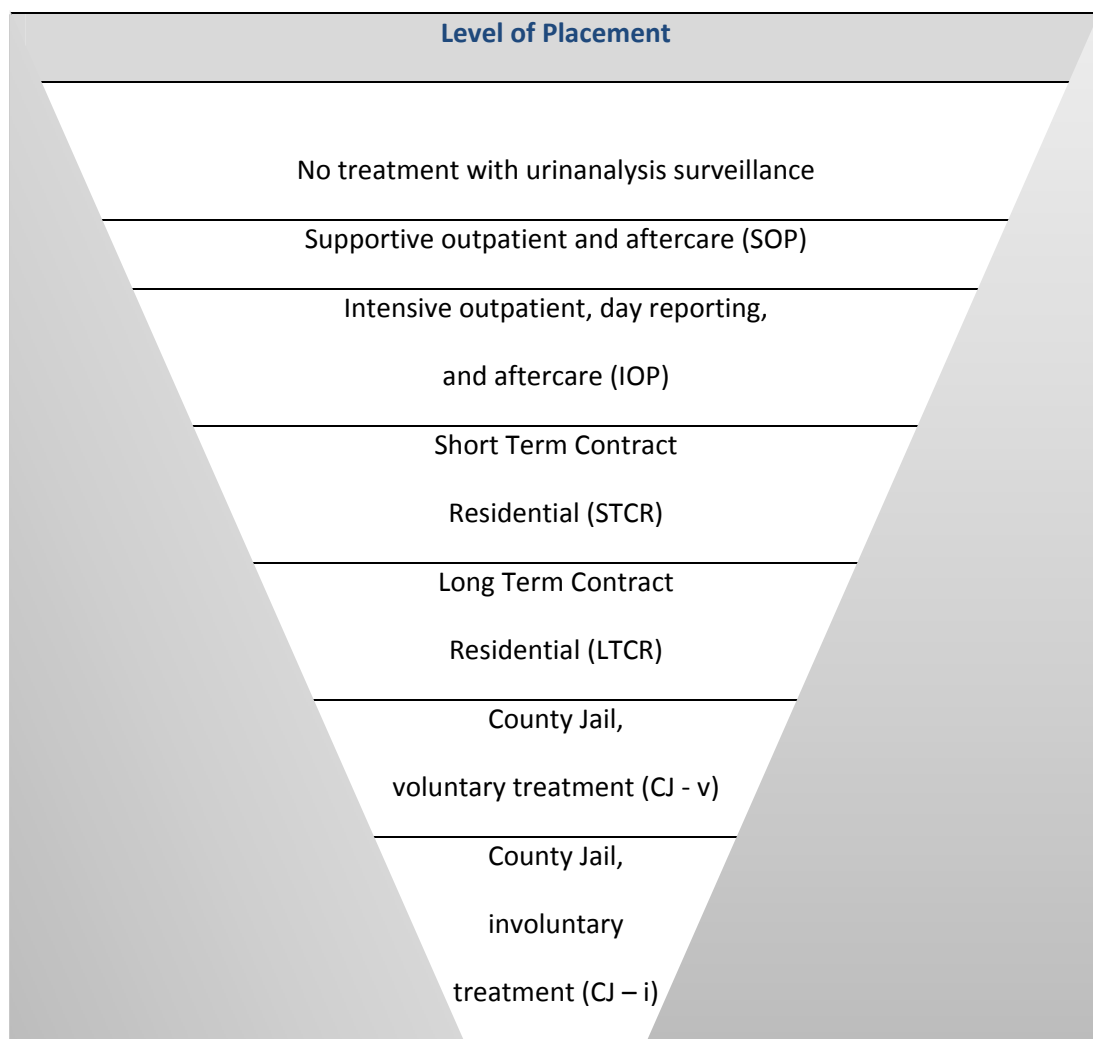 Level of Placement
No treatment with urinanalysis surveillance
Supportive outpatient and aftercare (SOP)
Intensive outpatient, day reporting,
and aftercare (IOP)
Short Term Contract
Residential (STCR)
Long Term Contract
Residential (LTCR)
County Jail,
voluntary treatment (CJ - v)
County Jail,
involuntary
treatment (CJ – i)